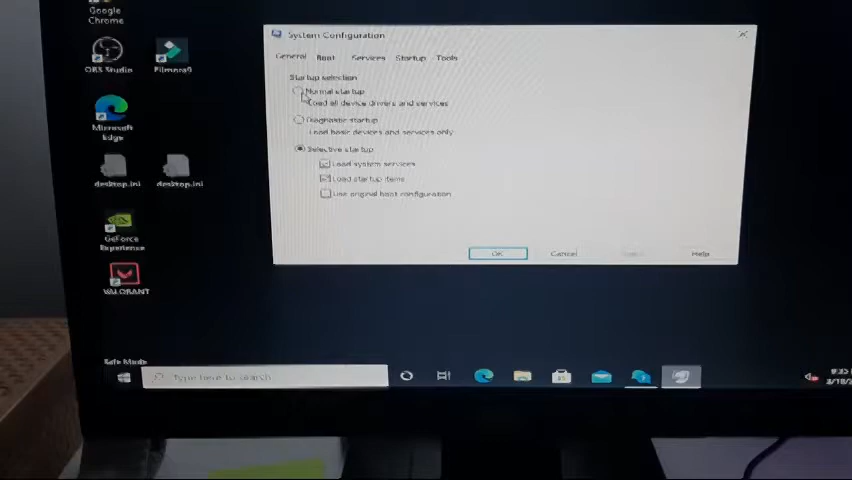 Google
Chrome
OBS Studio
Filmora9
Microsoft
Edge
desktop.ini
desktop.ini
GeForce
Experience
VALORANT
Safe Mode
System Configuration
General Boot Services Startup Tools
Startup selection
Normal startup
Load all device drivers and services
Diagnostic startup
Load basic devices and services only
Selective startup
Load system services
Load startup items
Use original boot configuration
OK Cancel Help
Type here to search